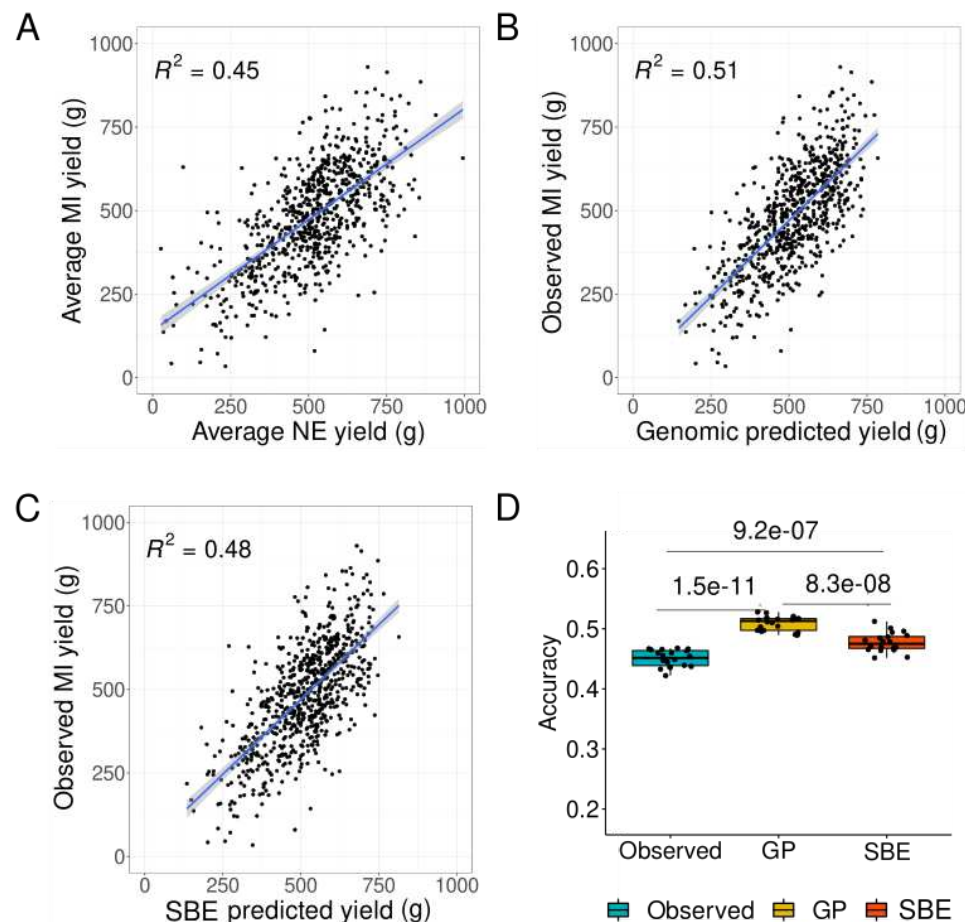 A
1000
750
500
250
0
R² = 0.45
Average MI yield (g)
0 250 500 750 1000
Average NE yield (g)
B
1000
750
500
250
0
R² = 0.51
Observed MI yield (g)
0 250 500 750 1000
Genomic predicted yield (g)
C
1000
750
500
250
0
R² = 0.48
Observed MI yield (g)
0 250 500 750 1000
SBE predicted yield (g)
D
9.2e-07
1.5e-11 8.3e-08
0.6
0.5
0.4
0.3
0.2
Accuracy
Observed GP SBE
Observed GP SBE